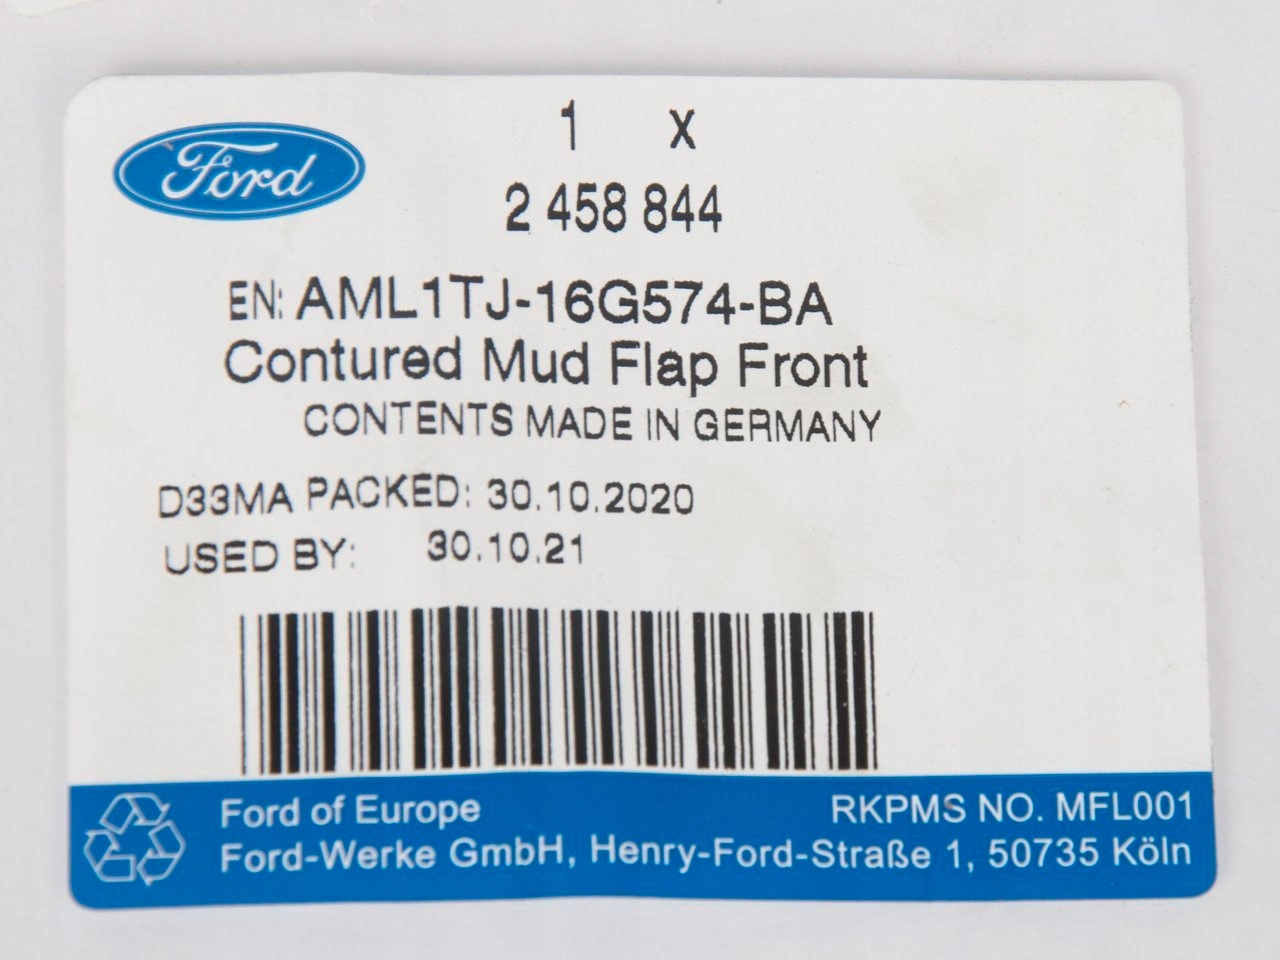 Ford
1 X
2 458 844
EN: AML1TJ-16G574-BA
Contured Mud Flap Front
CONTENTS MADE IN GERMANY
D33MA PACKED: 30.10.2020
USED BY: 30.10.21
Ford of Europe RKPMS NO. MFL001
Ford-Werke GmbH, Henry-Ford-Straße 1, 50735 Köln